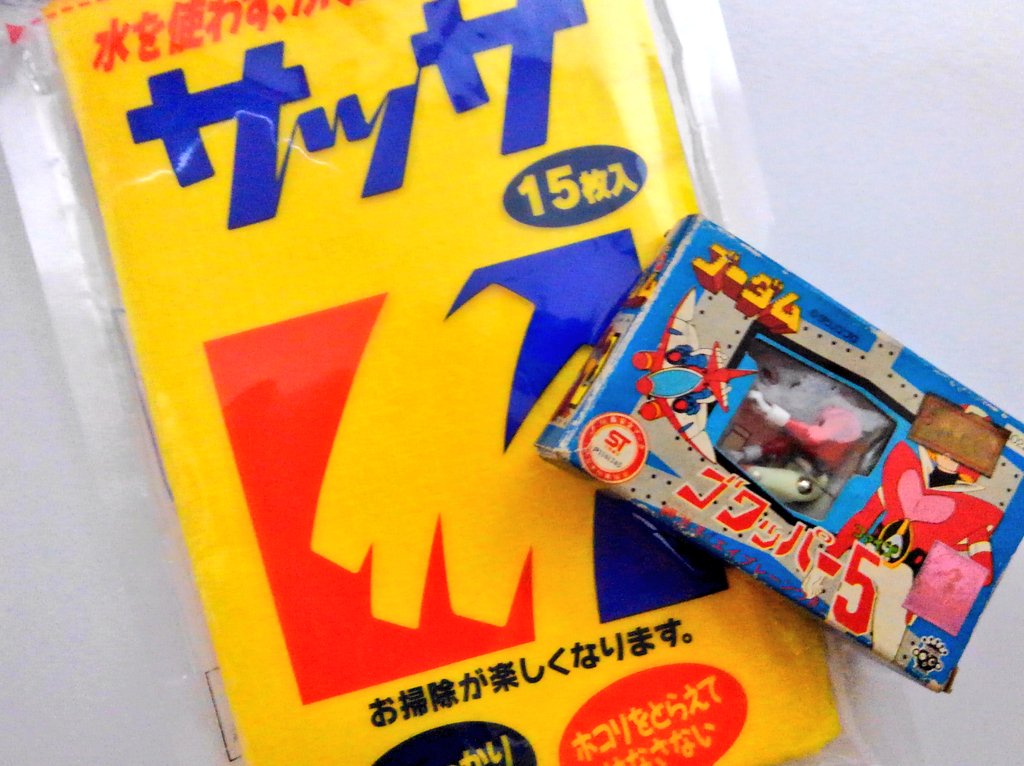 水を使わず、
サッサ
15枚入
お掃除が楽しくなります。
ホコリをとらえて
ゴーダム
ST
ゴワッパー5